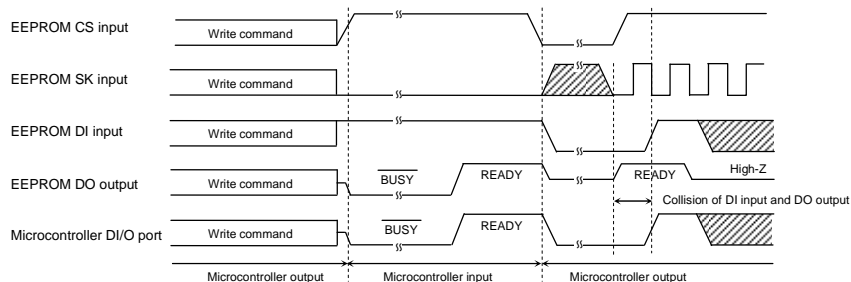 EEPROM CS input
Write command
EEPROM SK input
Write command
EEPROM DI input
Write command
EEPROM DO output
Write command
BUSY
READY
READY
High-Z
Collision of DI input and DO output
Microcontroller DI/O port
Write command
BUSY
READY
Microcontroller output
Microcontroller input
Microcontroller output